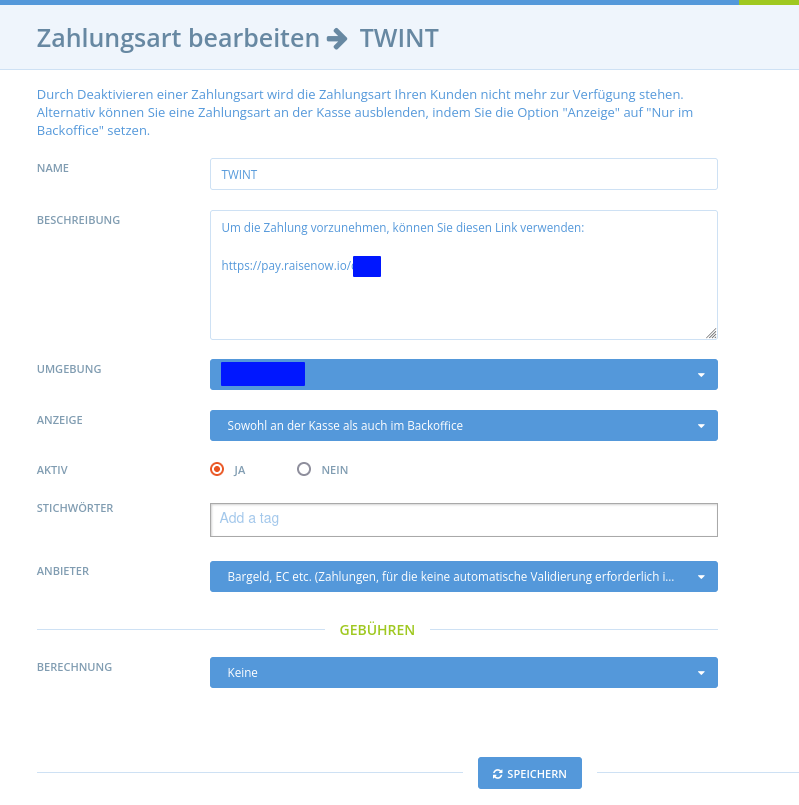 Zahlungsart bearbeiten TWINT
Durch Deaktivieren einer Zahlungsart wird die Zahlungsart Ihren Kunden nicht mehr zur Verfügung stehen.
Alternativ können Sie eine Zahlungsart an der Kasse ausblenden, indem Sie die Option "Anzeige" auf "Nur im
Backoffice" setzen.
NAME
TWINT
BESCHREIBUNG
Um die Zahlung vorzunehmen, können Sie diesen Link verwenden:
https://pay.raisenow.io/
UMGEBUNG
ANZEIGE
Sowohl an der Kasse als auch im Backoffice
AKTIV
JA NEIN
STICHWÖRTER
Add a tag
ANBIETER
Bargeld, EC etc. (Zahlungen, für die keine automatische Validierung erforderlich i...
GEBÜHREN
BERECHNUNG
Keine
SPEICHERN